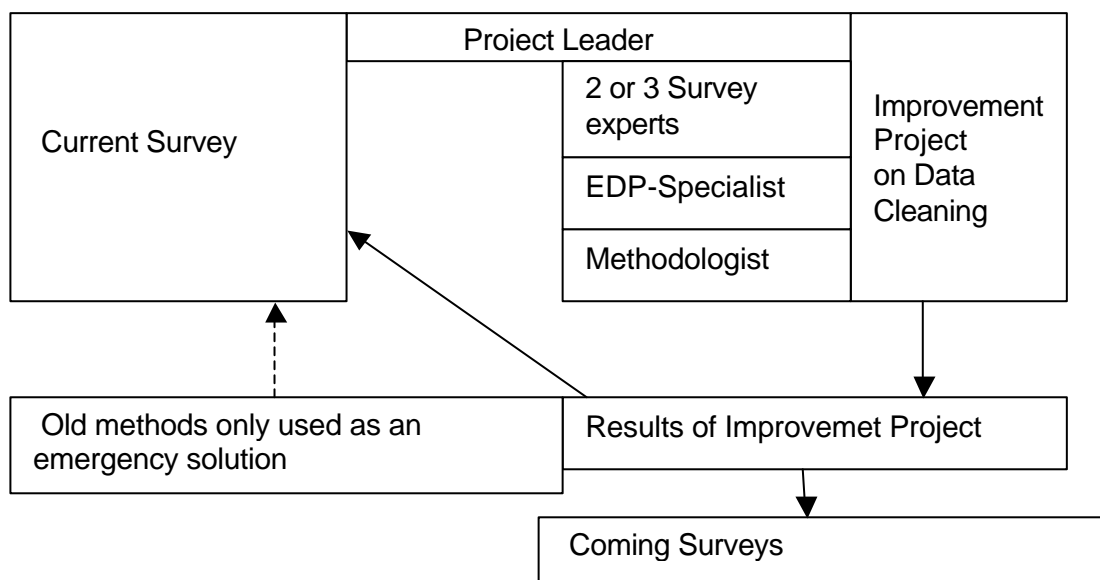 Project Leader
Current Survey
2 or 3 Survey
experts
EDP-Specialist
Methodologist
Improvement
Project
on Data
Cleaning
Old methods only used as an
emergency solution
Results of Improvemet Project
Coming Surveys